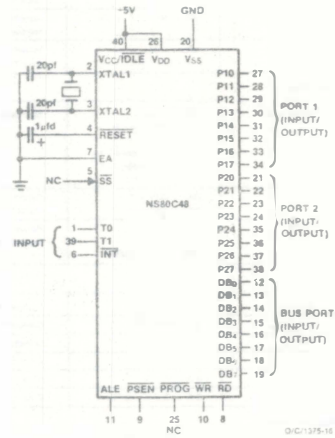 -5V GND
40 26 20
20pf 2 VCC/IDLE VDD VSS
XTAL1 P10 27
P11 28
P12 29 PORT 1
20pf 3 XTAL2 P13 30 (INPUT/
P14 31 OUTPUT)
1µfd 4 RESET P15 32
+ P16 33
7 EA P17 34
5 P20 21
NC SS P21 22
NS80C48 P22 23 PORT 2
P23 24 (INPUT/
1 T0 P24 35 OUTPUT)
INPUT 39 T1 P25 36
6 INT P26 37
P27 38
DB0 12
DB1 13
DB2 14 BUS PORT
DB3 15 (INPUT/
DB4 16 OUTPUT)
DB5 17
DB 18
DB 19
ALE PSEN PROG WR RD
11 9 25 10 8
NC